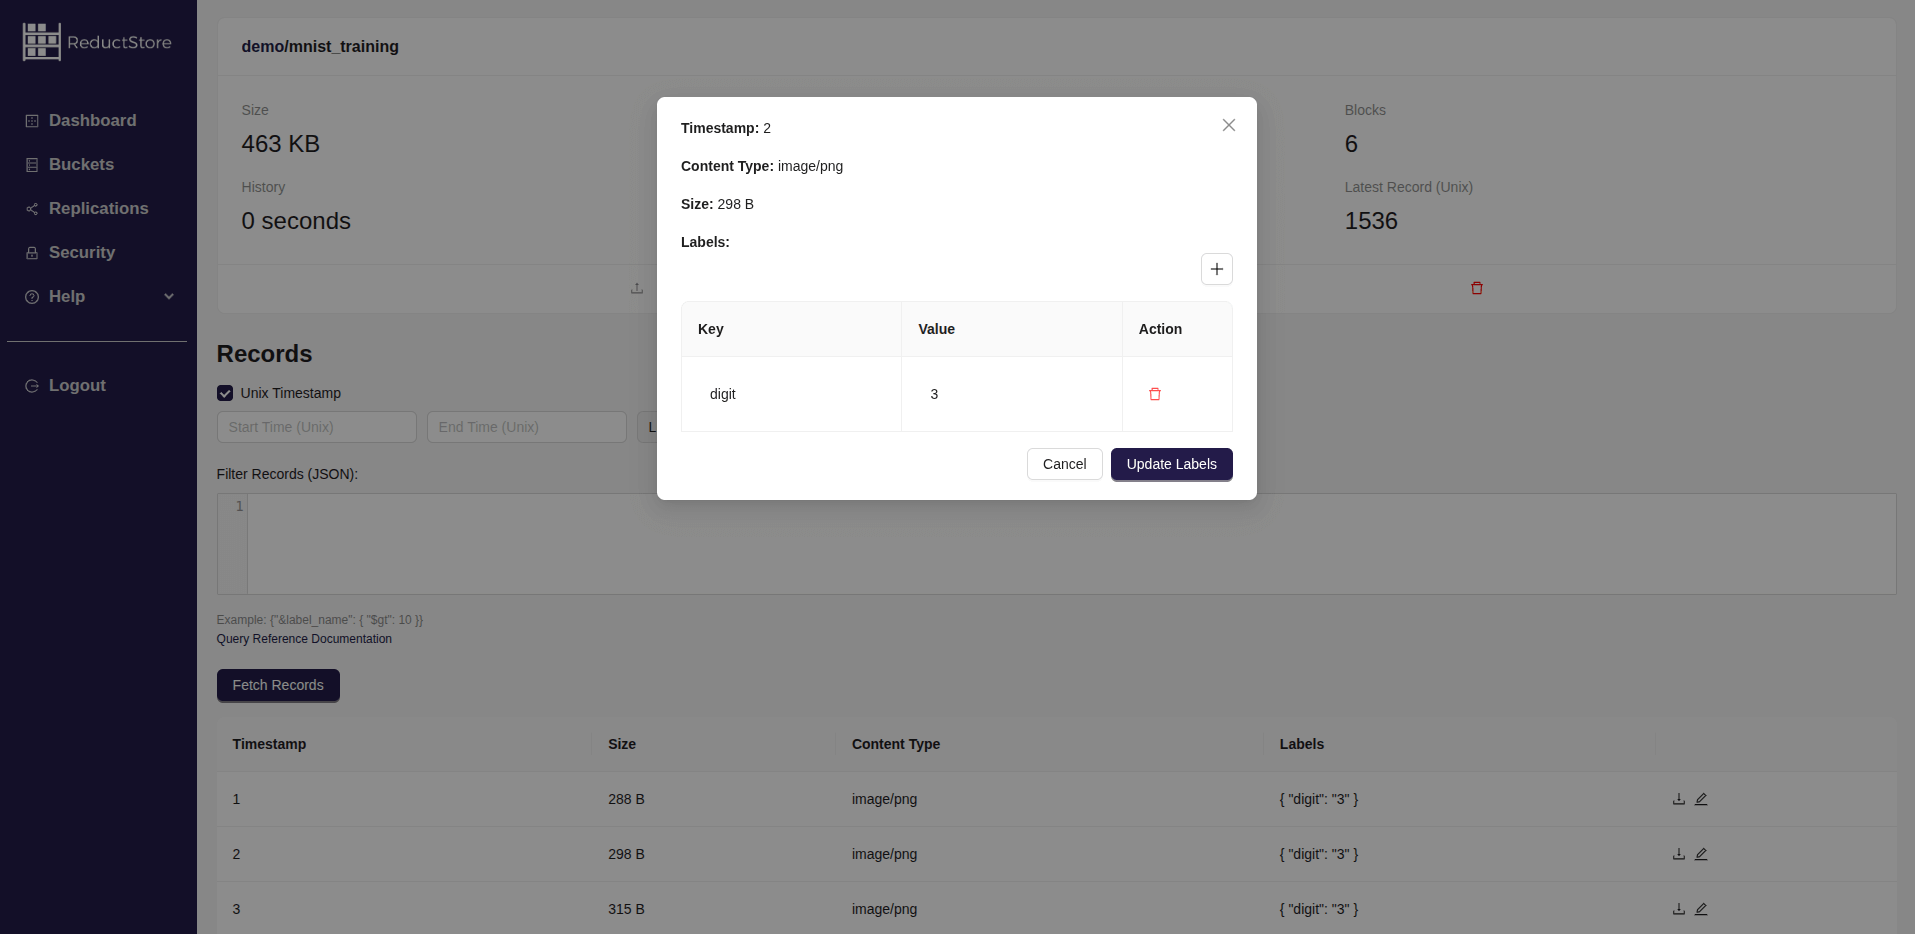 ReductStore
Dashboard
Buckets
Replications
Security
Help
Logout
demo/mnist_training
Size
463 KB
Blocks
6
History
0 seconds
Latest Record (Unix)
1536
Records
Unix Timestamp
Start Time (Unix)
End Time (Unix)
L
Filter Records (JSON):
1
Example: {"&label_name": { "$gt": 10 }}
Query Reference Documentation
Fetch Records
Timestamp Size Content Type Labels
1 288 B image/png { "digit": "3" }
2 298 B image/png { "digit": "3" }
3 315 B image/png { "digit": "3" }
Timestamp: 2
Content Type: image/png
Size: 298 B
Labels:
Key Value Action
digit 3
Cancel Update Labels